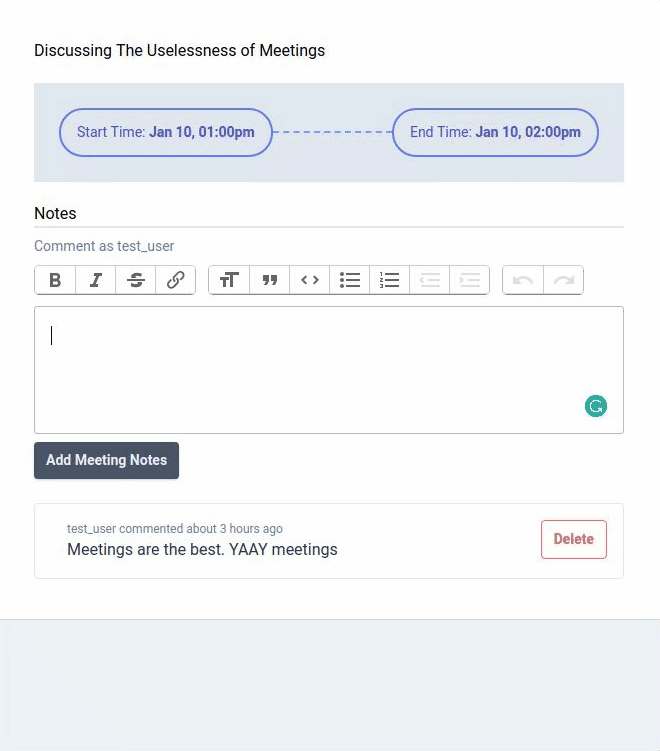 Discussing The Uselessness of Meetings
Start Time: Jan 10, 01:00pm
End Time: Jan 10, 02:00pm
Notes
Comment as test_user
Add Meeting Notes
test_user commented about 3 hours ago
Meetings are the best. YAAY meetings
Delete